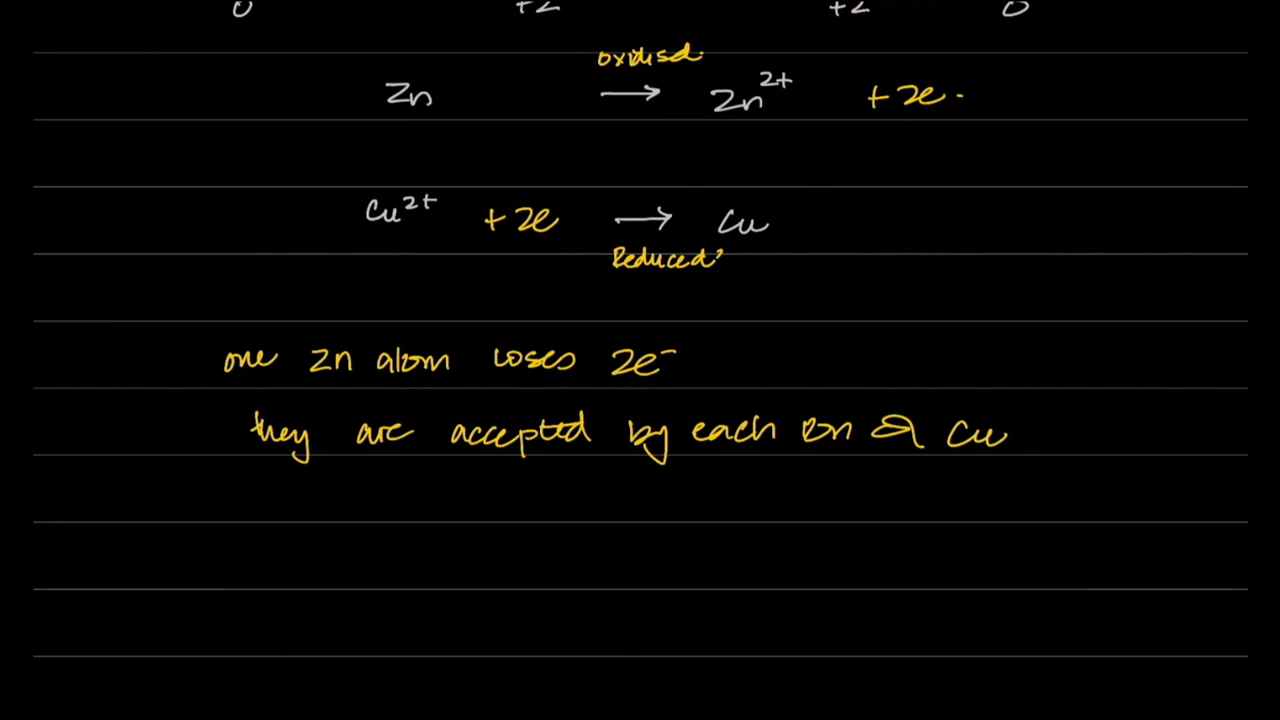 0 +2 +2 0
oxidised
Zn → Zn²⁺ + 2e-
Cu²⁺ + 2e → Cu
Reduced
one Zn atom loses 2e⁻
they are accepted by each ion of Cu